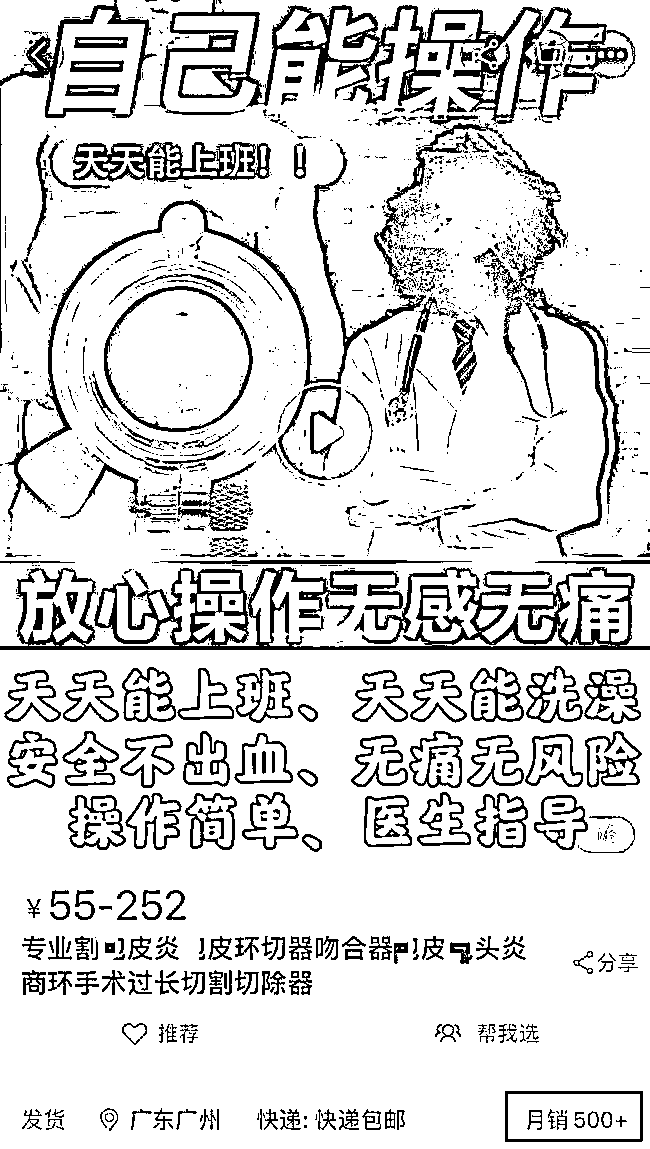 自己能操作
天天能上班！！
放心操作无感无痛
天天能上班、天天能洗澡
安全不出血、无痛无风险
操作简单、医生指导
¥55-252
专业割 皮炎 皮环切器吻合器 皮 头炎
商环手术过长切割切除器
分享
推荐 帮我选
发货 广东广州 快递: 快递包邮 月销500+